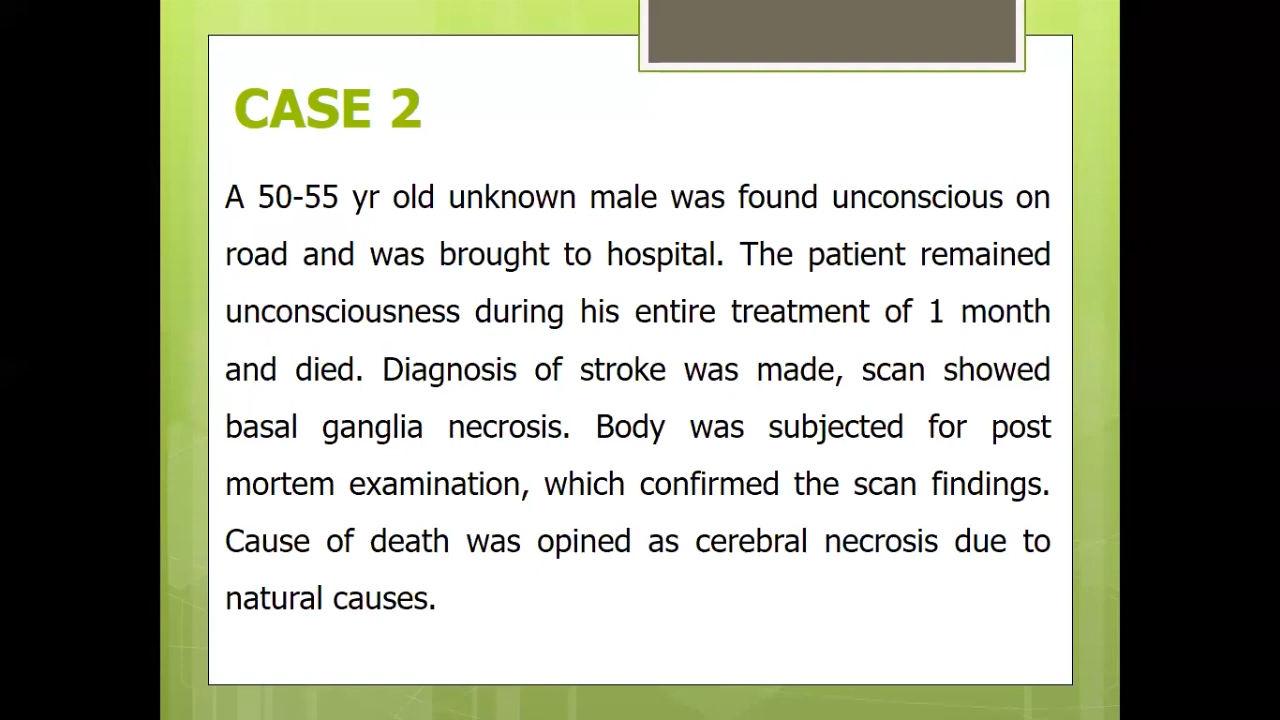 CASE 2
A 50-55 yr old unknown male was found unconscious on
road and was brought to hospital. The patient remained
unconsciousness during his entire treatment of 1 month
and died. Diagnosis of stroke was made, scan showed
basal ganglia necrosis. Body was subjected for post
mortem examination, which confirmed the scan findings.
Cause of death was opined as cerebral necrosis due to
natural causes.